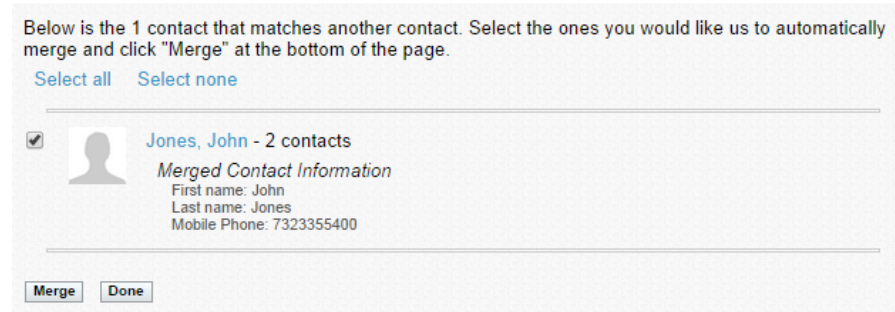 Below is the 1 contact that matches another contact. Select the ones you would like us to automatically
merge and click "Merge" at the bottom of the page.
Select all Select none
Jones, John - 2 contacts
Merged Contact Information
First name: John
Last name: Jones
Mobile Phone: 7323355400
Merge Done